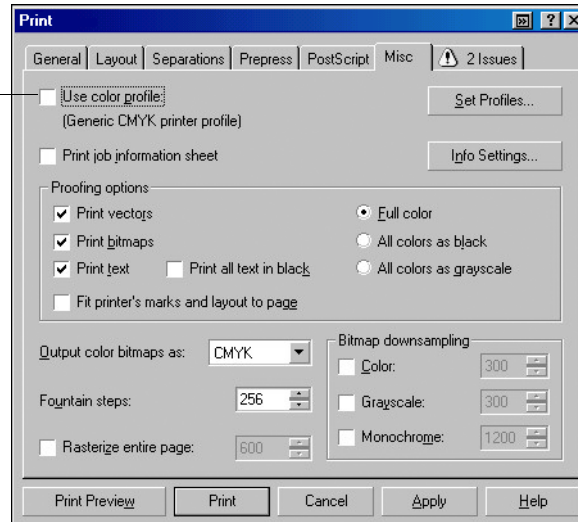 Print
General Layout Separations Prepress PostScript Misc 2 Issues
Use color profile: Set Profiles...
(Generic CMYK printer profile)
Print job information sheet Info Settings...
Proofing options
Print vectors Full color
Print bitmaps All colors as black
Print text Print all text in black All colors as grayscale
Fit printer's marks and layout to page
Output color bitmaps as: CMYK Bitmap downsampling
Color: 300
Fountain steps: 256 Grayscale: 300
Rasterize entire page: 600 Monochrome: 1200
Print Preview Print Cancel Apply Help